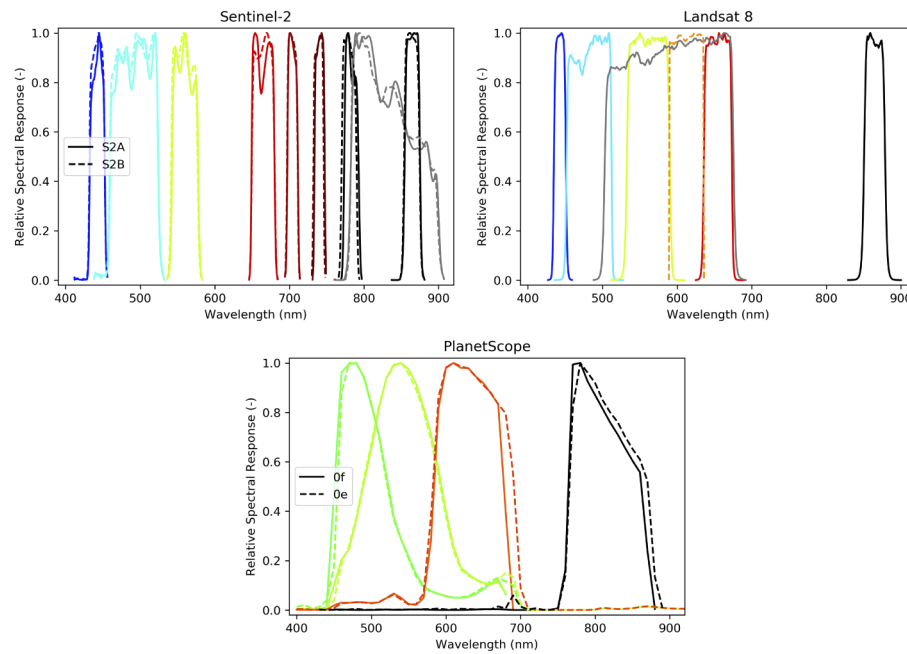 Sentinel-2
Relative Spectral Response (-)
1.0
0.8
0.6
0.4
0.2
0.0
S2A
S2B
400 500 600 700 800 900
Wavelength (nm)
Landsat 8
Relative Spectral Response (-)
1.0
0.8
0.6
0.4
0.2
0.0
400 500 600 700 800 900
Wavelength (nm)
PlanetScope
Relative Spectral Response (-)
1.0
0.8
0.6
0.4
0.2
0.0
0f
0e
400 500 600 700 800 900
Wavelength (nm)